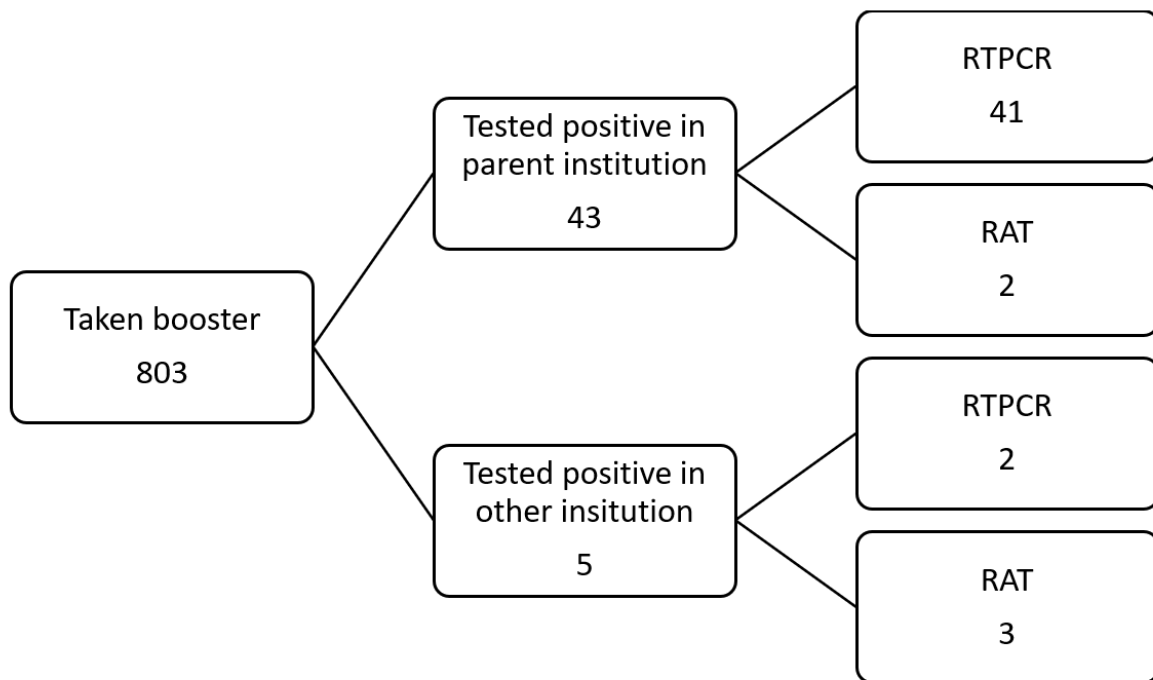 Taken booster
803
Tested positive in
parent institution
43
RTPCR
41
RAT
2
Tested positive in
other insitution
5
RTPCR
2
RAT
3